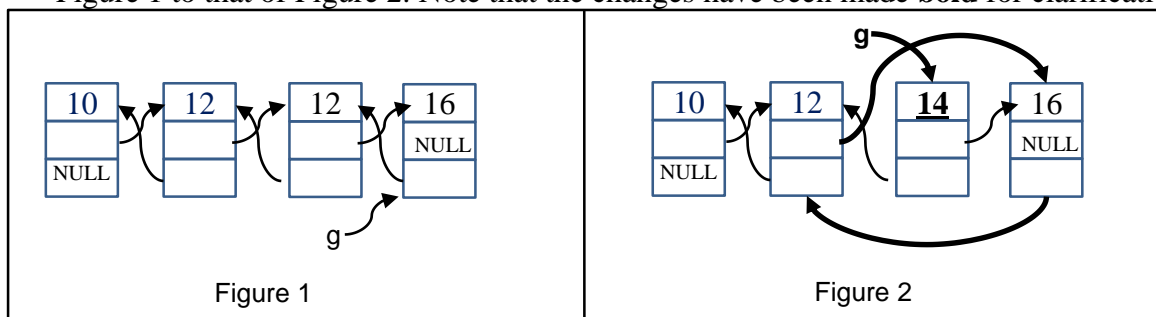 Figure 1 to that of Figure 2. Note that the changes have been made bold for clarificati
10 12 12 16
NULL
NULL
g
Figure 1
g
10 12 14 16
NULL
NULL
Figure 2